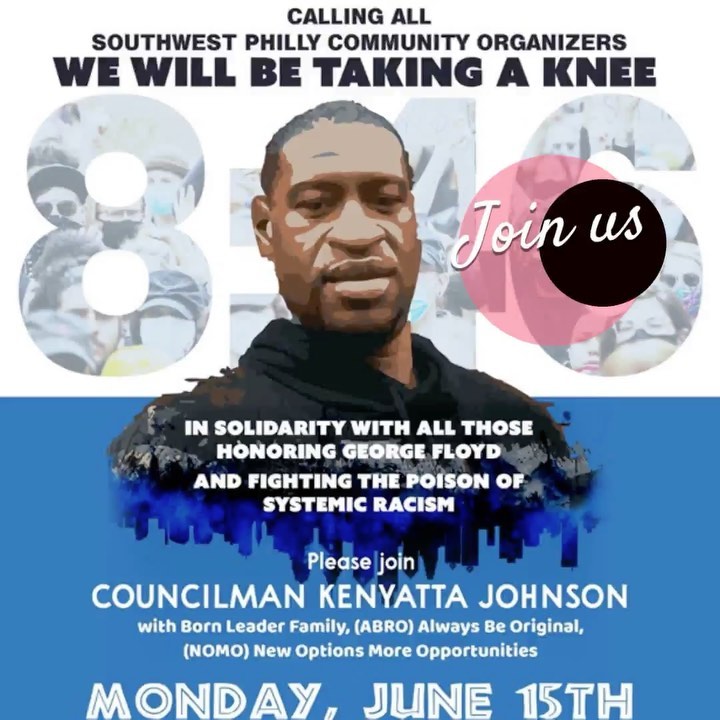 CALLING ALL
SOUTHWEST PHILLY COMMUNITY ORGANIZERS
WE WILL BE TAKING A KNEE
8:46
Join us
IN SOLIDARITY WITH ALL THOSE
HONORING GEORGE FLOYD
AND FIGHTING THE POISON OF
SYSTEMIC RACISM
Please join
COUNCILMAN KENYATTA JOHNSON
with Born Leader Family, (ABRO) Always Be Original,
(NOMO) New Options More Opportunities
MONDAY, JUNE 15TH